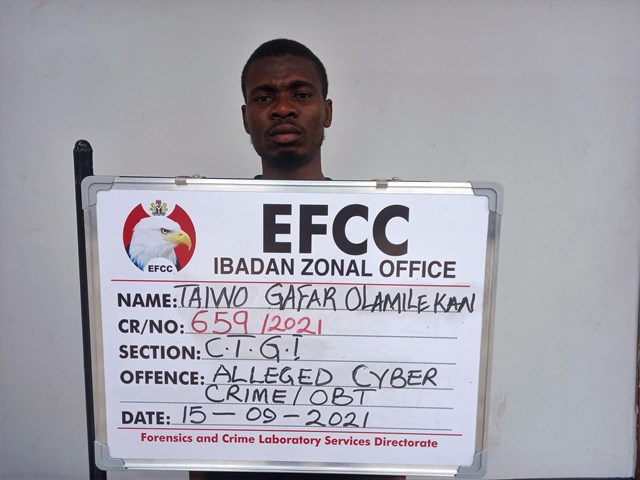 EFCC
EFCC
IBADAN ZONAL OFFICE
NAME: TAIWO GAFAR OLAMILEKAN
CR/NO: 659/2021
SECTION: C.T.G.I
OFFENCE: ALLEGED CYBER
CRIME/OBT
DATE: 15-09-2021
Forensics and Crime Laboratory Services Directorate